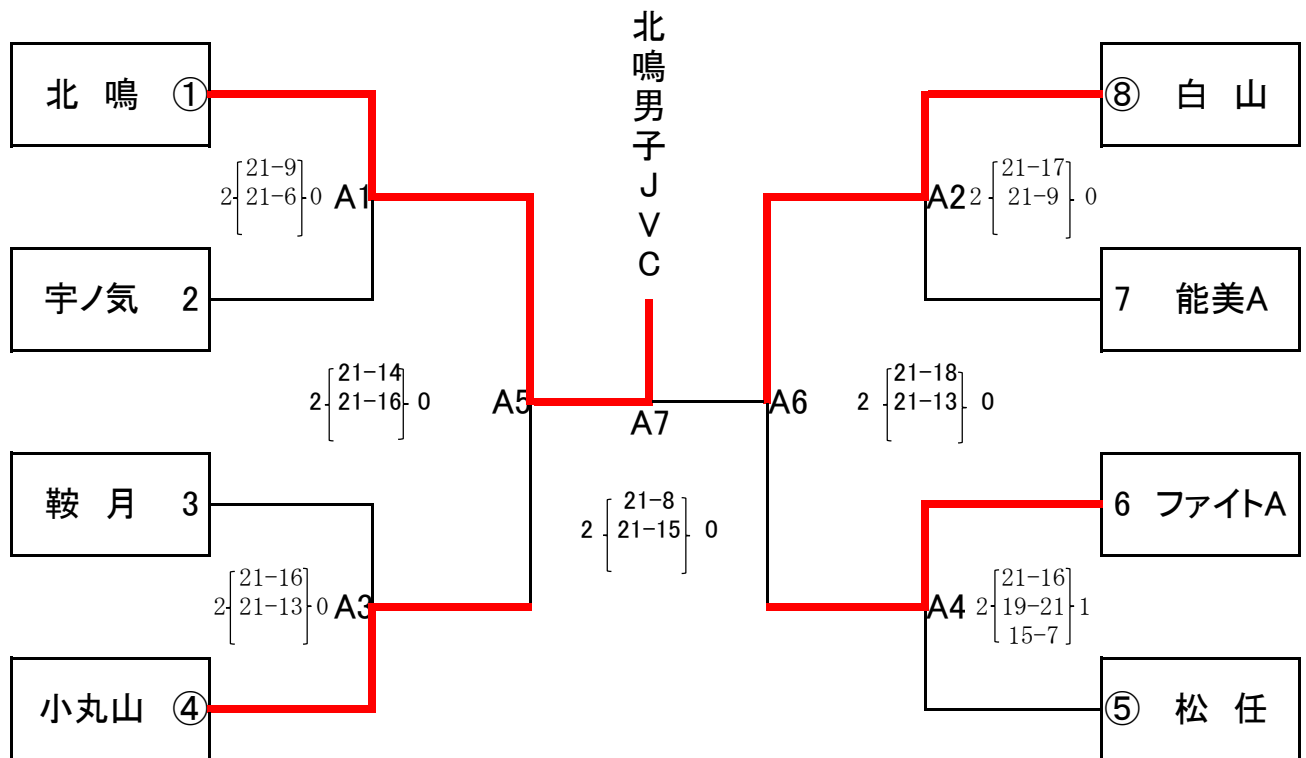 北鳴男子JVC
北 鳴 ①
⑧ 白 山
21-9
2 21-6 0 A1
21-17
A2 2 21-9 0
宇ノ気 2
7 能美A
21-14
2 21-16 0
A5
A7
A6
21-18
2 21-13 0
鞍 月 3
6 ファイトA
21-8
2 21-15 0
21-16
2 21-13 0 A3
21-16
A4 2 19-21 1
15-7
小丸山 ④
⑤ 松 任